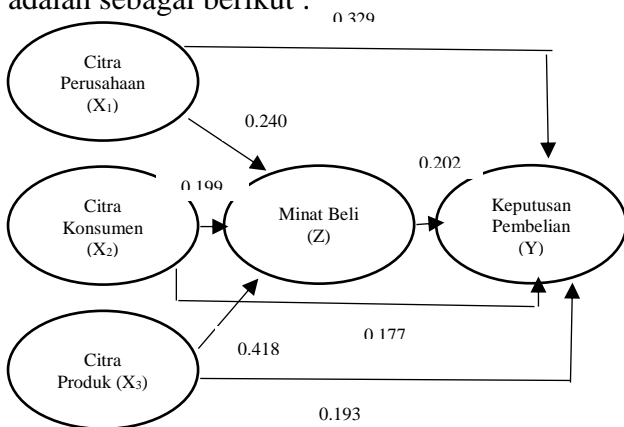 adalah sebagai berikut :
0.329
Citra
Perusahaan
(X₁)
0.240
0.202
0.199
Citra
Konsumen
(X₂)
Minat Beli
(Z)
Keputusan
Pembelian
(Y)
0.177
0.418
Citra
Produk (X₃)
0.193